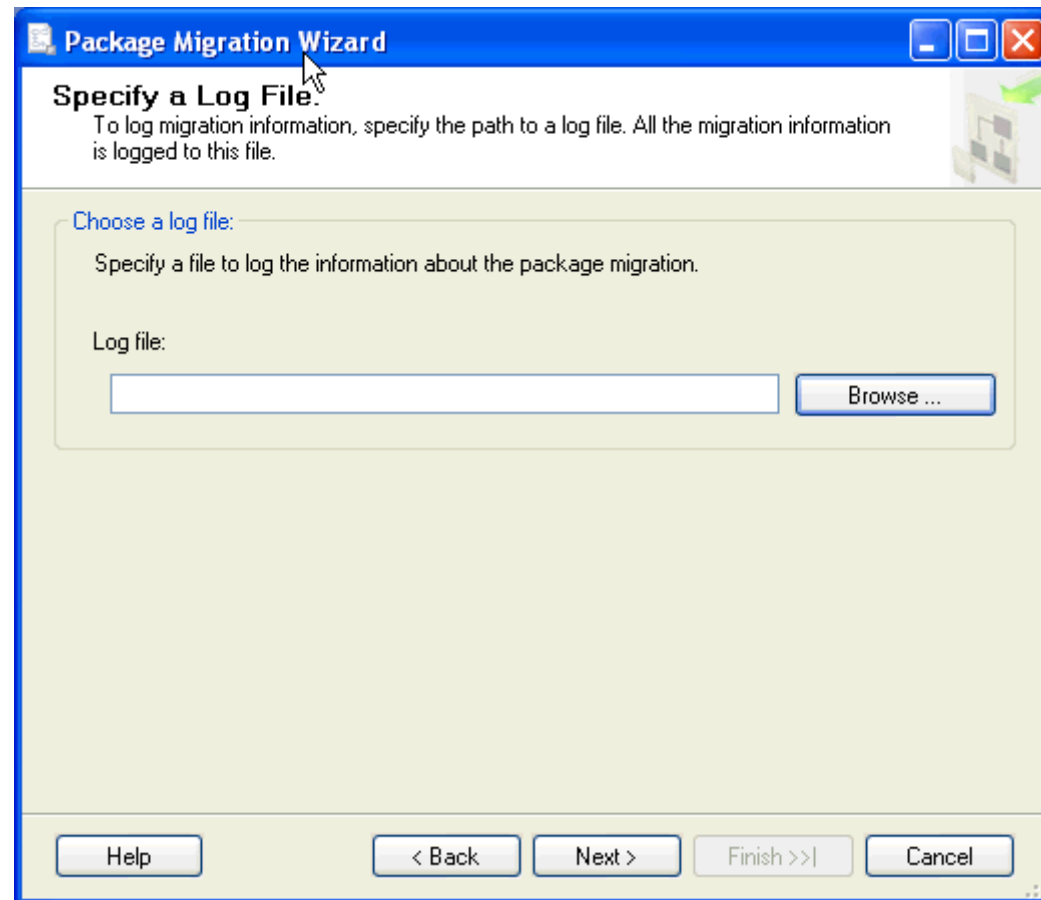 Package Migration Wizard
Specify a Log File.
To log migration information, specify the path to a log file. All the migration information
is logged to this file.
Choose a log file:
Specify a file to log the information about the package migration.
Log file:
Browse ...
Help
< Back
Next >
Finish >>|
Cancel